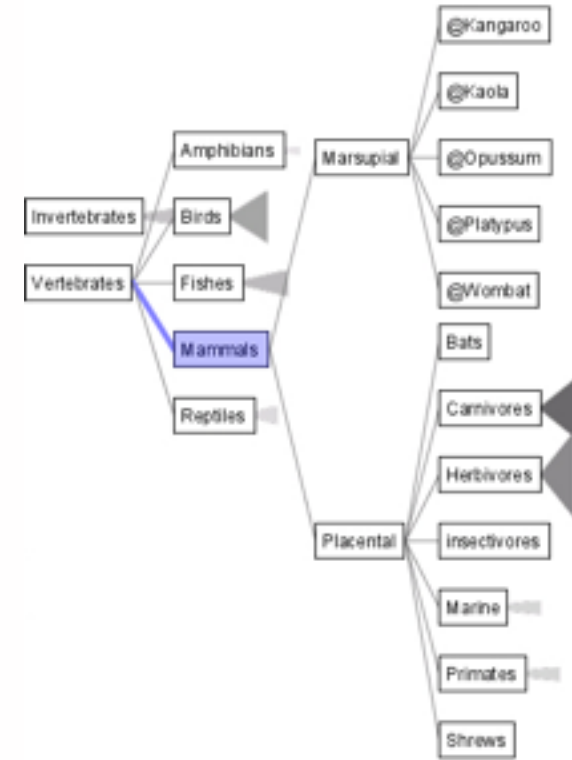 Invertebrates
Vertebrates
Amphibians
Birds
Fishes
Mammals
Reptiles
Marsupial
Placental
@Kangaroo
@Kaola
@Opussum
@Platypus
@Wombat
Bats
Carnivores
Herbivores
insectivores
Marine
Primates
Shrews